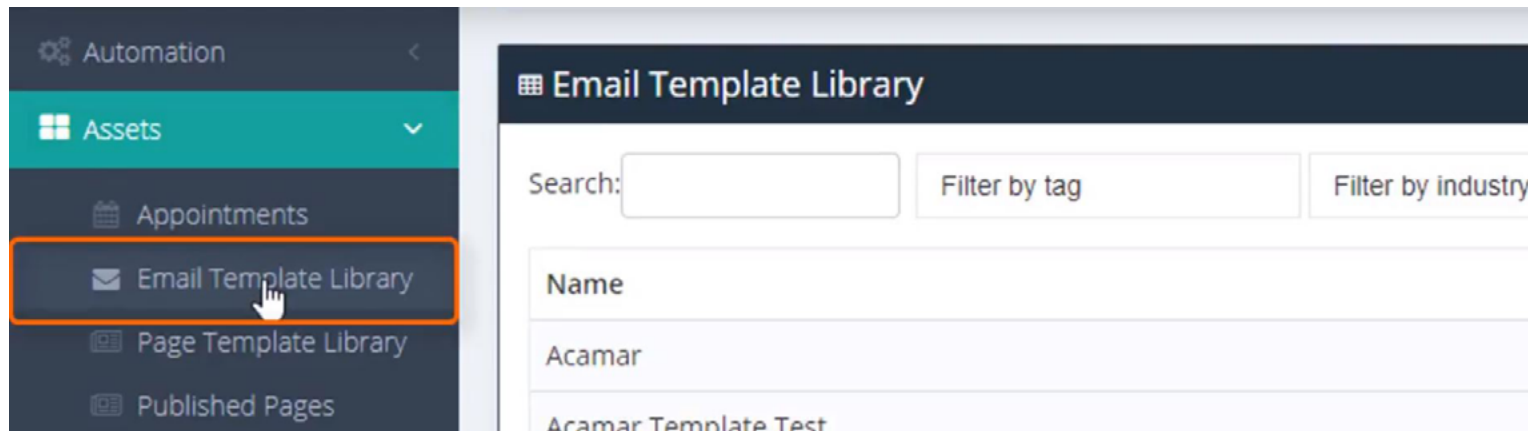 Automation
Assets
Appointments
Email Template Library
Page Template Library
Published Pages
Email Template Library
Search:
Filter by tag
Filter by industry
Name
Acamar
Acamar Template Test